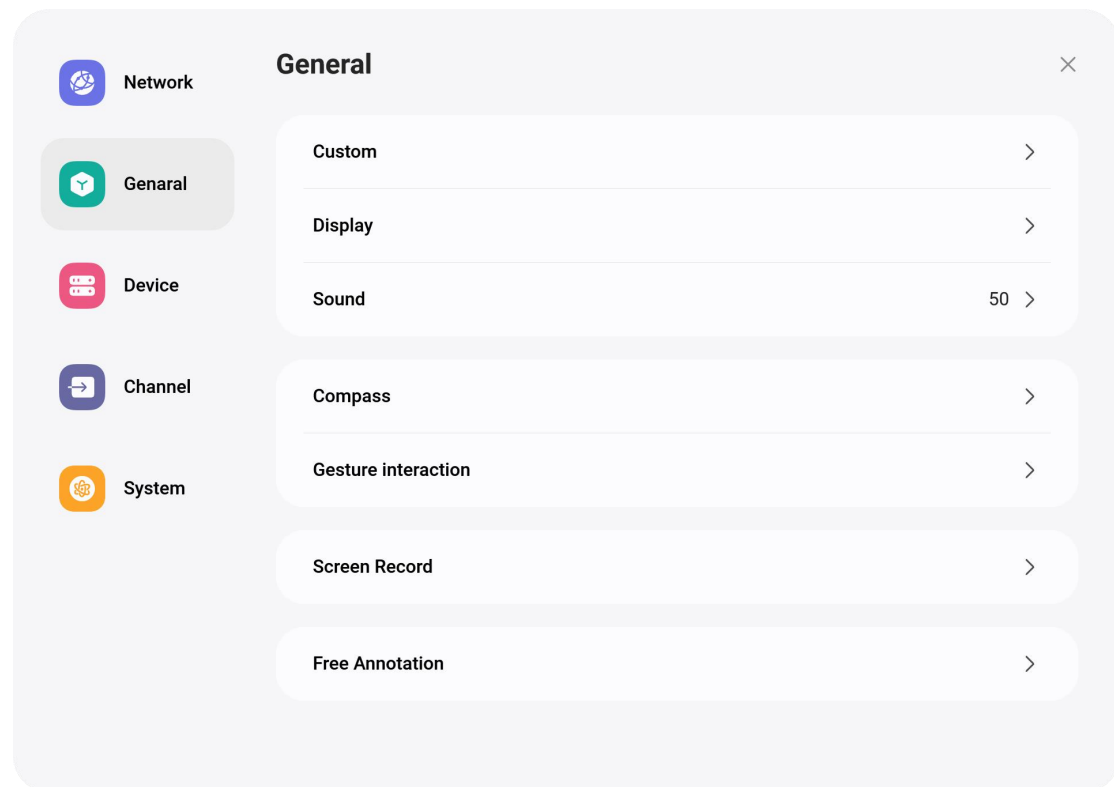 Network
Genaral
Device
Channel
System
General
Custom
Display
Sound 50
Compass
Gesture interaction
Screen Record
Free Annotation